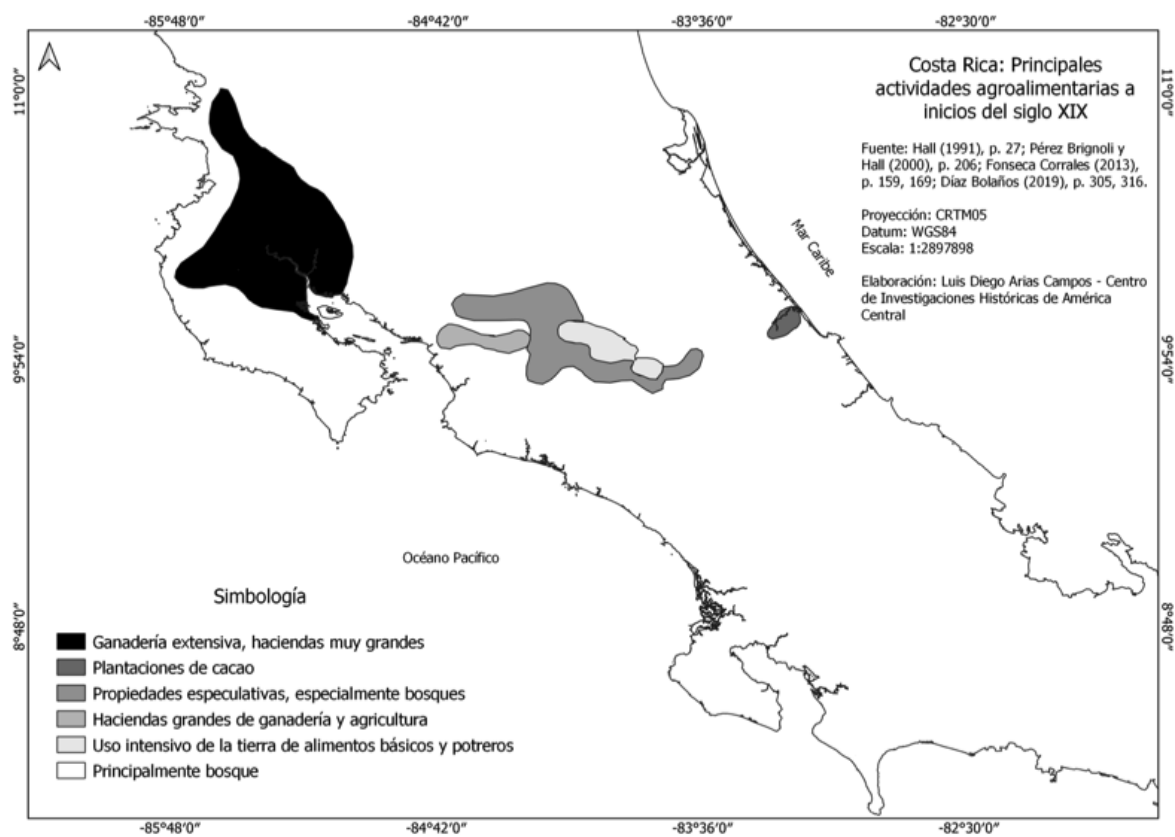 -85°48'0"
-84°42'0"
-83°36'0"
-82°30'0"
11°0'0"
11°0'0"
Costa Rica: Principales
actividades agroalimentarias a
inicios del siglo XIX
Fuente: Hall (1991), p. 27; Pérez Brignoli y
Hall (2000), p. 206; Fonseca Corrales (2013),
p. 159, 169; Díaz Bolaños (2019), p. 305, 316.
Proyección: CRTM05
Datum: WGS84
Escala: 1:2897898
Elaboración: Luis Diego Arias Campos - Centro
de Investigaciones Históricas de América
Central
Mar Caribe
9°54'0"
9°54'0"
Océano Pacífico
8°48'0"
8°48'0"
Simbología
Ganadería extensiva, haciendas muy grandes
Plantaciones de cacao
Propiedades especulativas, especialmente bosques
Haciendas grandes de ganadería y agricultura
Uso intensivo de la tierra de alimentos básicos y potreros
Principalmente bosque
-85°48'0"
-84°42'0"
-83°36'0"
-82°30'0"